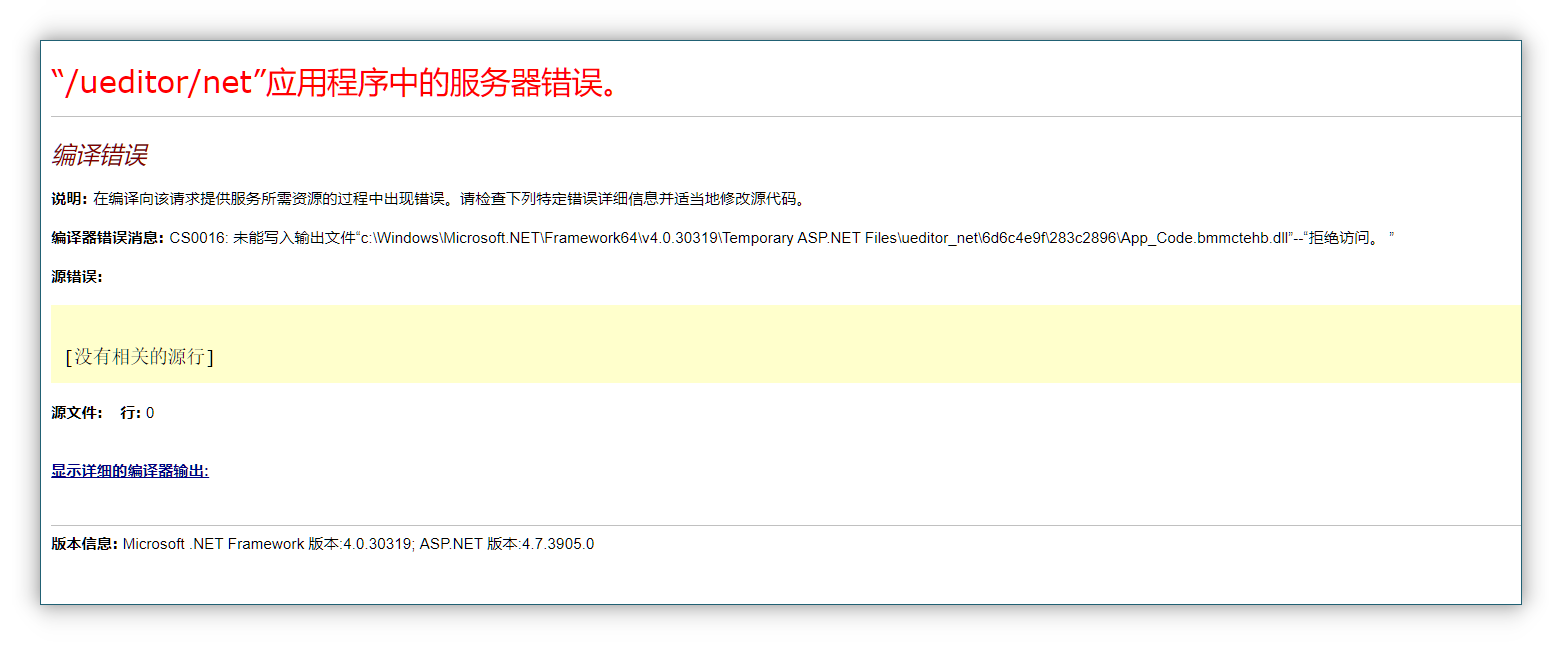 “/ueditor/net”应用程序中的服务器错误。
编译错误
说明: 在编译向该请求提供服务所需资源的过程中出现错误。请检查下列特定错误详细信息并适当地修改源代码。
编译器错误消息: CS0016: 未能写入输出文件“c:\Windows\Microsoft.NET\Framework64\v4.0.30319\Temporary ASP.NET Files\ueditor_net\6d6c4e9f\283c2896\App_Code.bmmctehb.dll”--“拒绝访问。 ”
源错误:
[没有相关的源行]
源文件: 行: 0
显示详细的编译器输出:
版本信息: Microsoft .NET Framework 版本:4.0.30319; ASP.NET 版本:4.7.3905.0